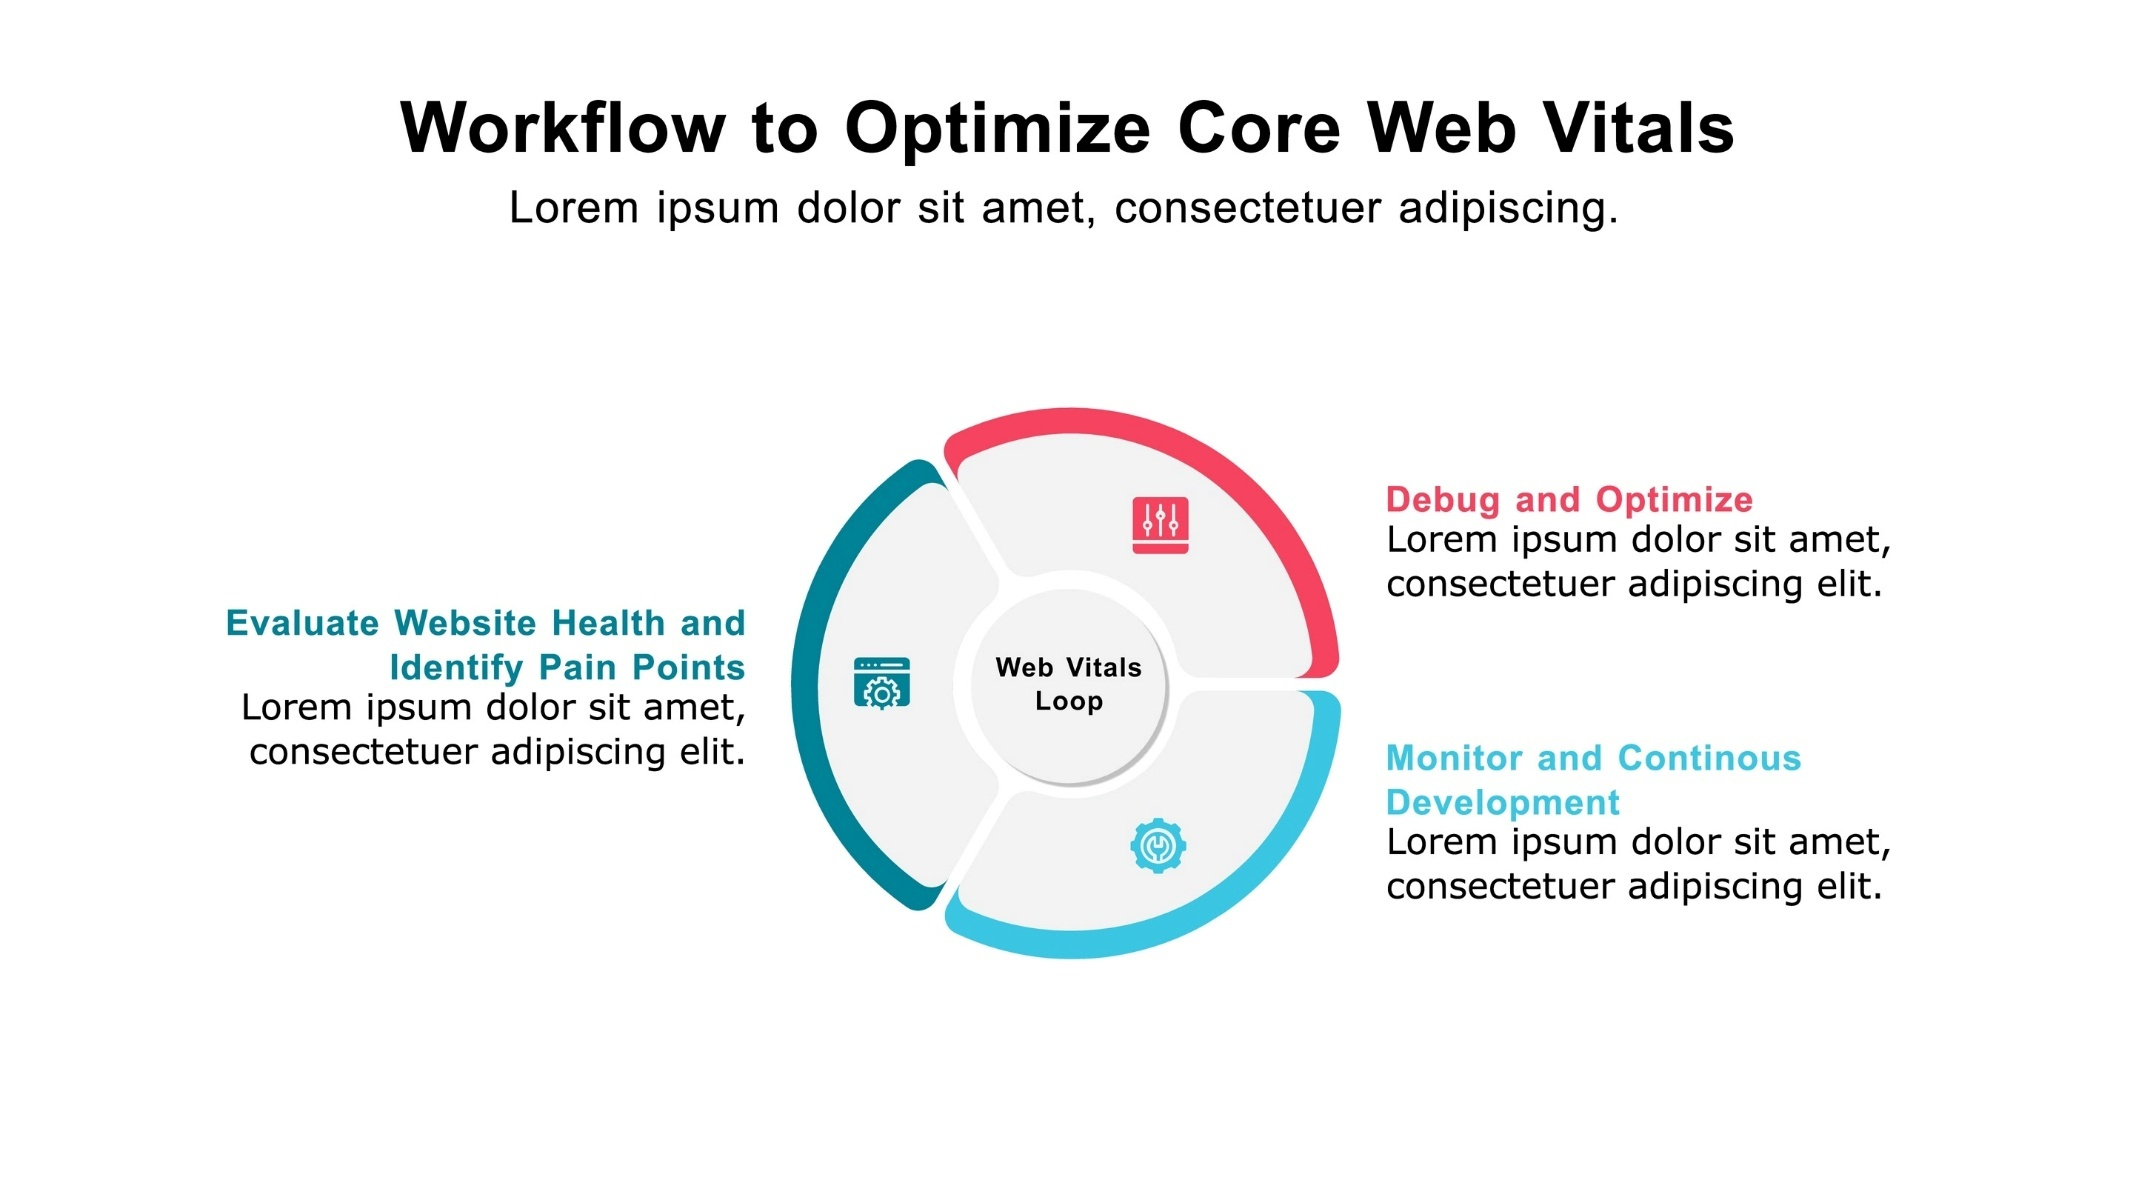 Workflow to Optimize Core Web Vitals
Lorem ipsum dolor sit amet, consectetuer adipiscing.
Evaluate Website Health and
Identify Pain Points
Lorem ipsum dolor sit amet,
consectetuer adipiscing elit.
Web Vitals
Loop
Debug and Optimize
Lorem ipsum dolor sit amet,
consectetuer adipiscing elit.
Monitor and Continous
Development
Lorem ipsum dolor sit amet,
consectetuer adipiscing elit.